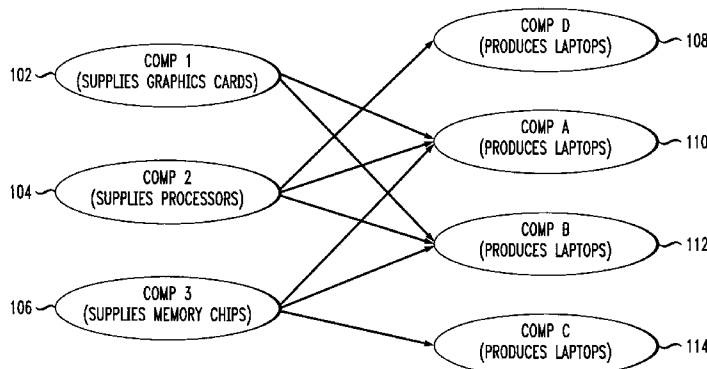 COMP 1
(SUPPLIES GRAPHICS CARDS)
102
COMP 2
(SUPPLIES PROCESSORS)
104
COMP 3
(SUPPLIES MEMORY CHIPS)
106
COMP D
(PRODUCES LAPTOPS)
108
COMP A
(PRODUCES LAPTOPS)
110
COMP B
(PRODUCES LAPTOPS)
112
COMP C
(PRODUCES LAPTOPS)
114